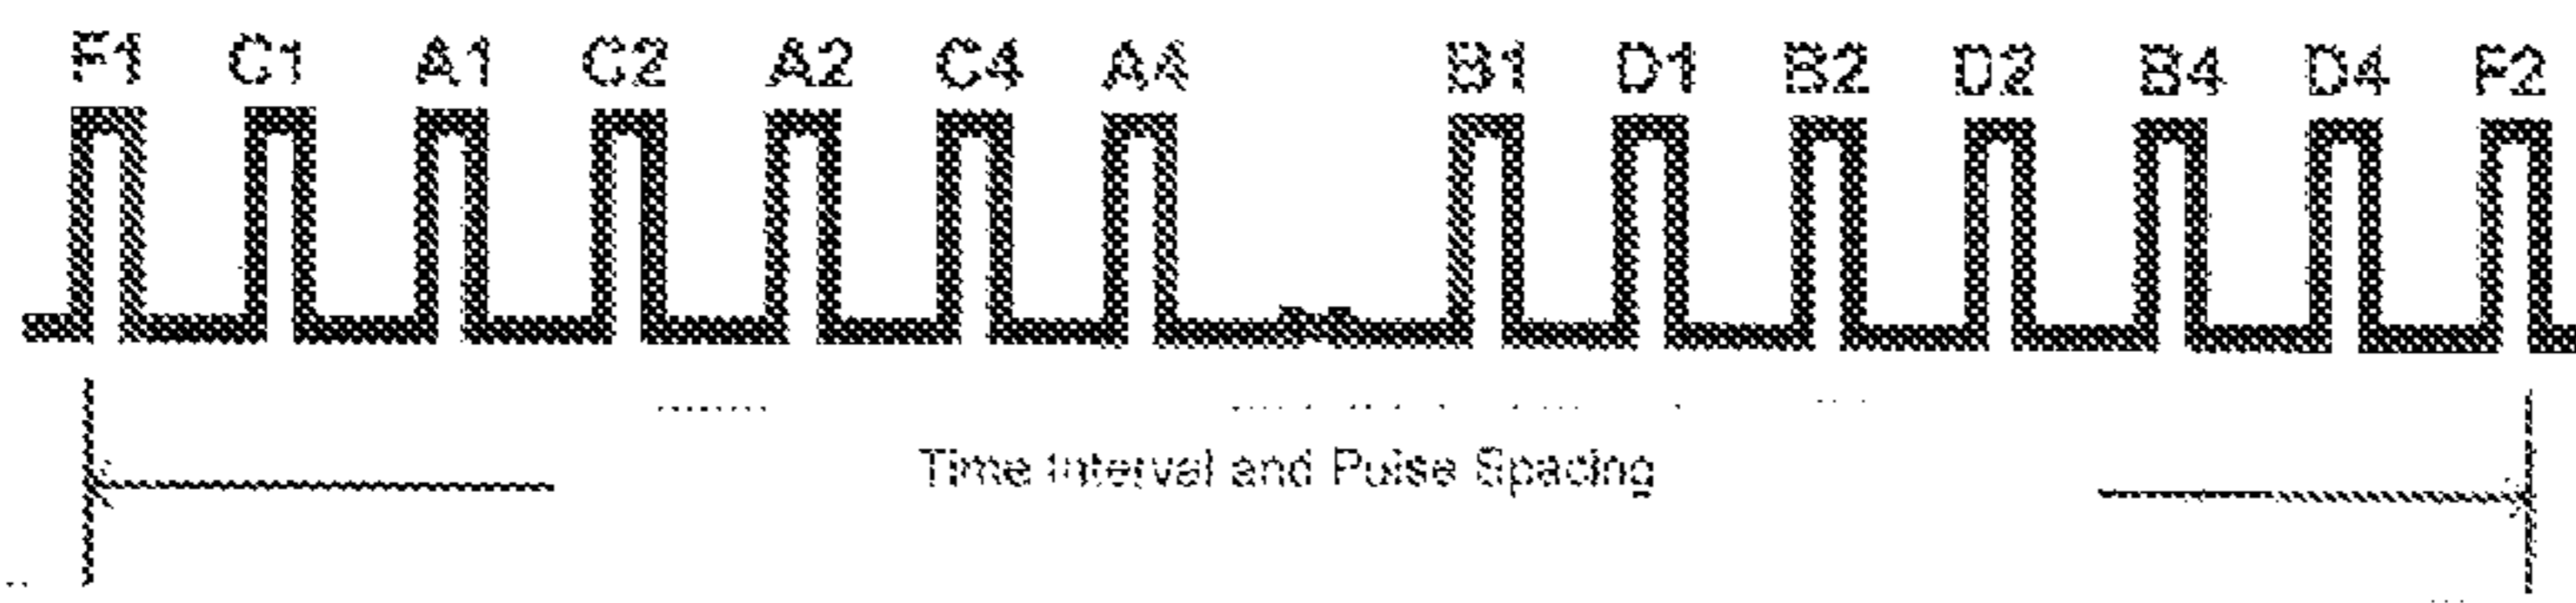 F1 C1 A1 C2 A2 C4 A4 B1 D1 B2 D2 B4 D4 F2
Time Interval and Pulse Spacing